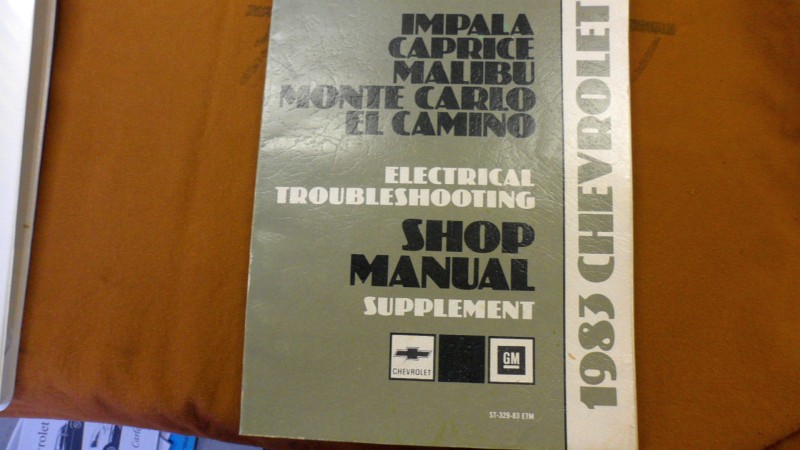 IMPALA
CAPRICE
MALIBU
MONTE CARLO
EL CAMINO
ELECTRICAL
TROUBLESHOOTING
SHOP
MANUAL
SUPPLEMENT
CHEVROLET
GM
ST-329-83 ETM
1983 CHEVROLET